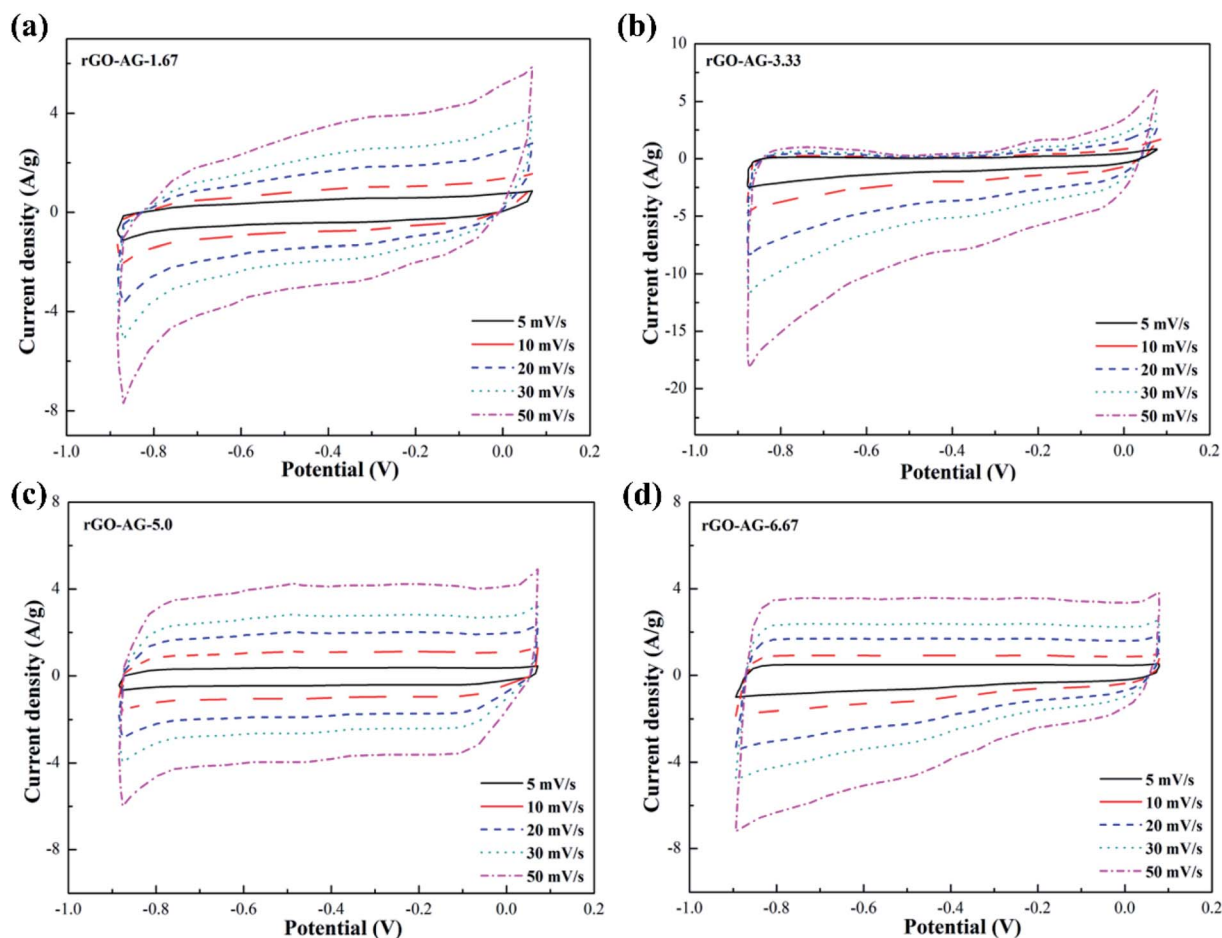 (a)
rGO-AG-1.67
Current density (A/g)
4
0
-4
-8
5 mV/s
10 mV/s
20 mV/s
30 mV/s
50 mV/s
-1.0 -0.8 -0.6 -0.4 -0.2 0.0 0.2
Potential (V)
(b)
rGO-AG-3.33
Current density (A/g)
10
5
0
-5
-10
-15
-20
5 mV/s
10 mV/s
20 mV/s
30 mV/s
50 mV/s
-1.0 -0.8 -0.6 -0.4 -0.2 0.0 0.2
Potential (V)
(c)
rGO-AG-5.0
Current density (A/g)
8
4
0
-4
-8
5 mV/s
10 mV/s
20 mV/s
30 mV/s
50 mV/s
-1.0 -0.8 -0.6 -0.4 -0.2 0.0 0.2
Potential (V)
(d)
rGO-AG-6.67
Current density (A/g)
8
4
0
-4
-8
5 mV/s
10 mV/s
20 mV/s
30 mV/s
50 mV/s
-1.0 -0.8 -0.6 -0.4 -0.2 0.0 0.2
Potential (V)